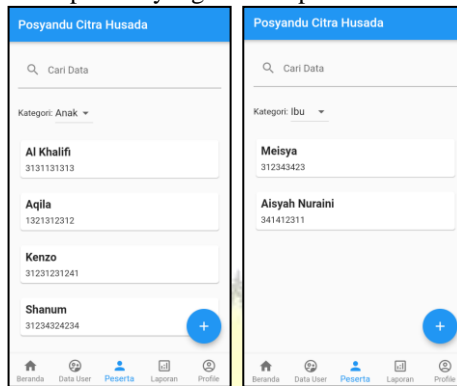 Posyandu Citra Husada
Cari Data
Kategori: Anak
Al Khalifi
3131131313
Aqila
1321312312
Kenzo
31231231241
Shanum
31234324234
+
Beranda Data User Peserta Laporan Profile
Posyandu Citra Husada
Cari Data
Kategori: Ibu
Meisya
312343423
Aisyah Nuraini
341412311
+
Beranda Data User Peserta Laporan Profile